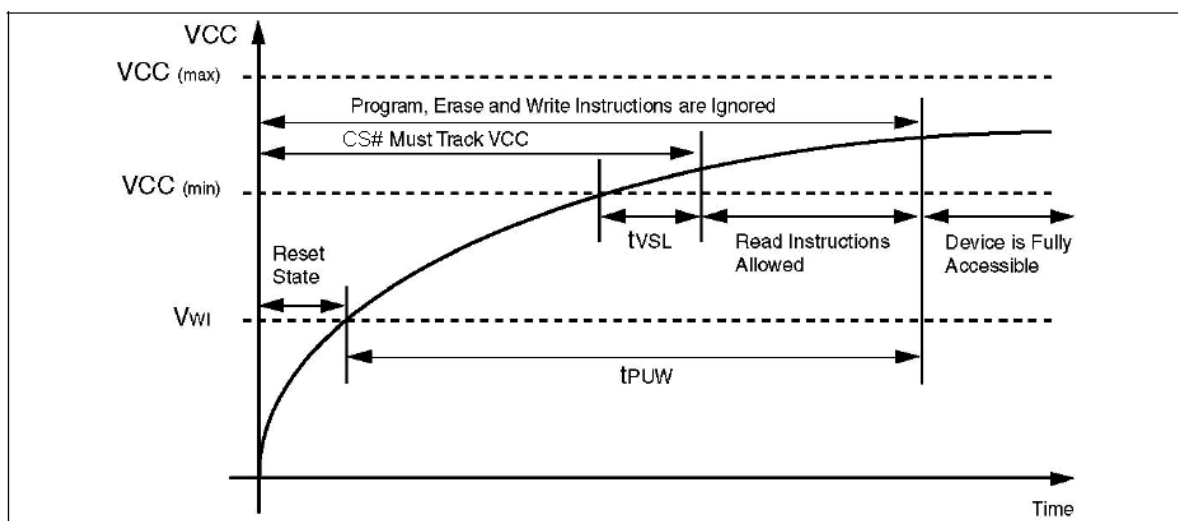 VCC
VCC (max)
Program, Erase and Write Instructions are Ignored
CS# Must Track VCC
VCC (min)
tVSL
Read Instructions
Allowed
Device is Fully
Accessible
Reset
State
VWI
tPUW
Time